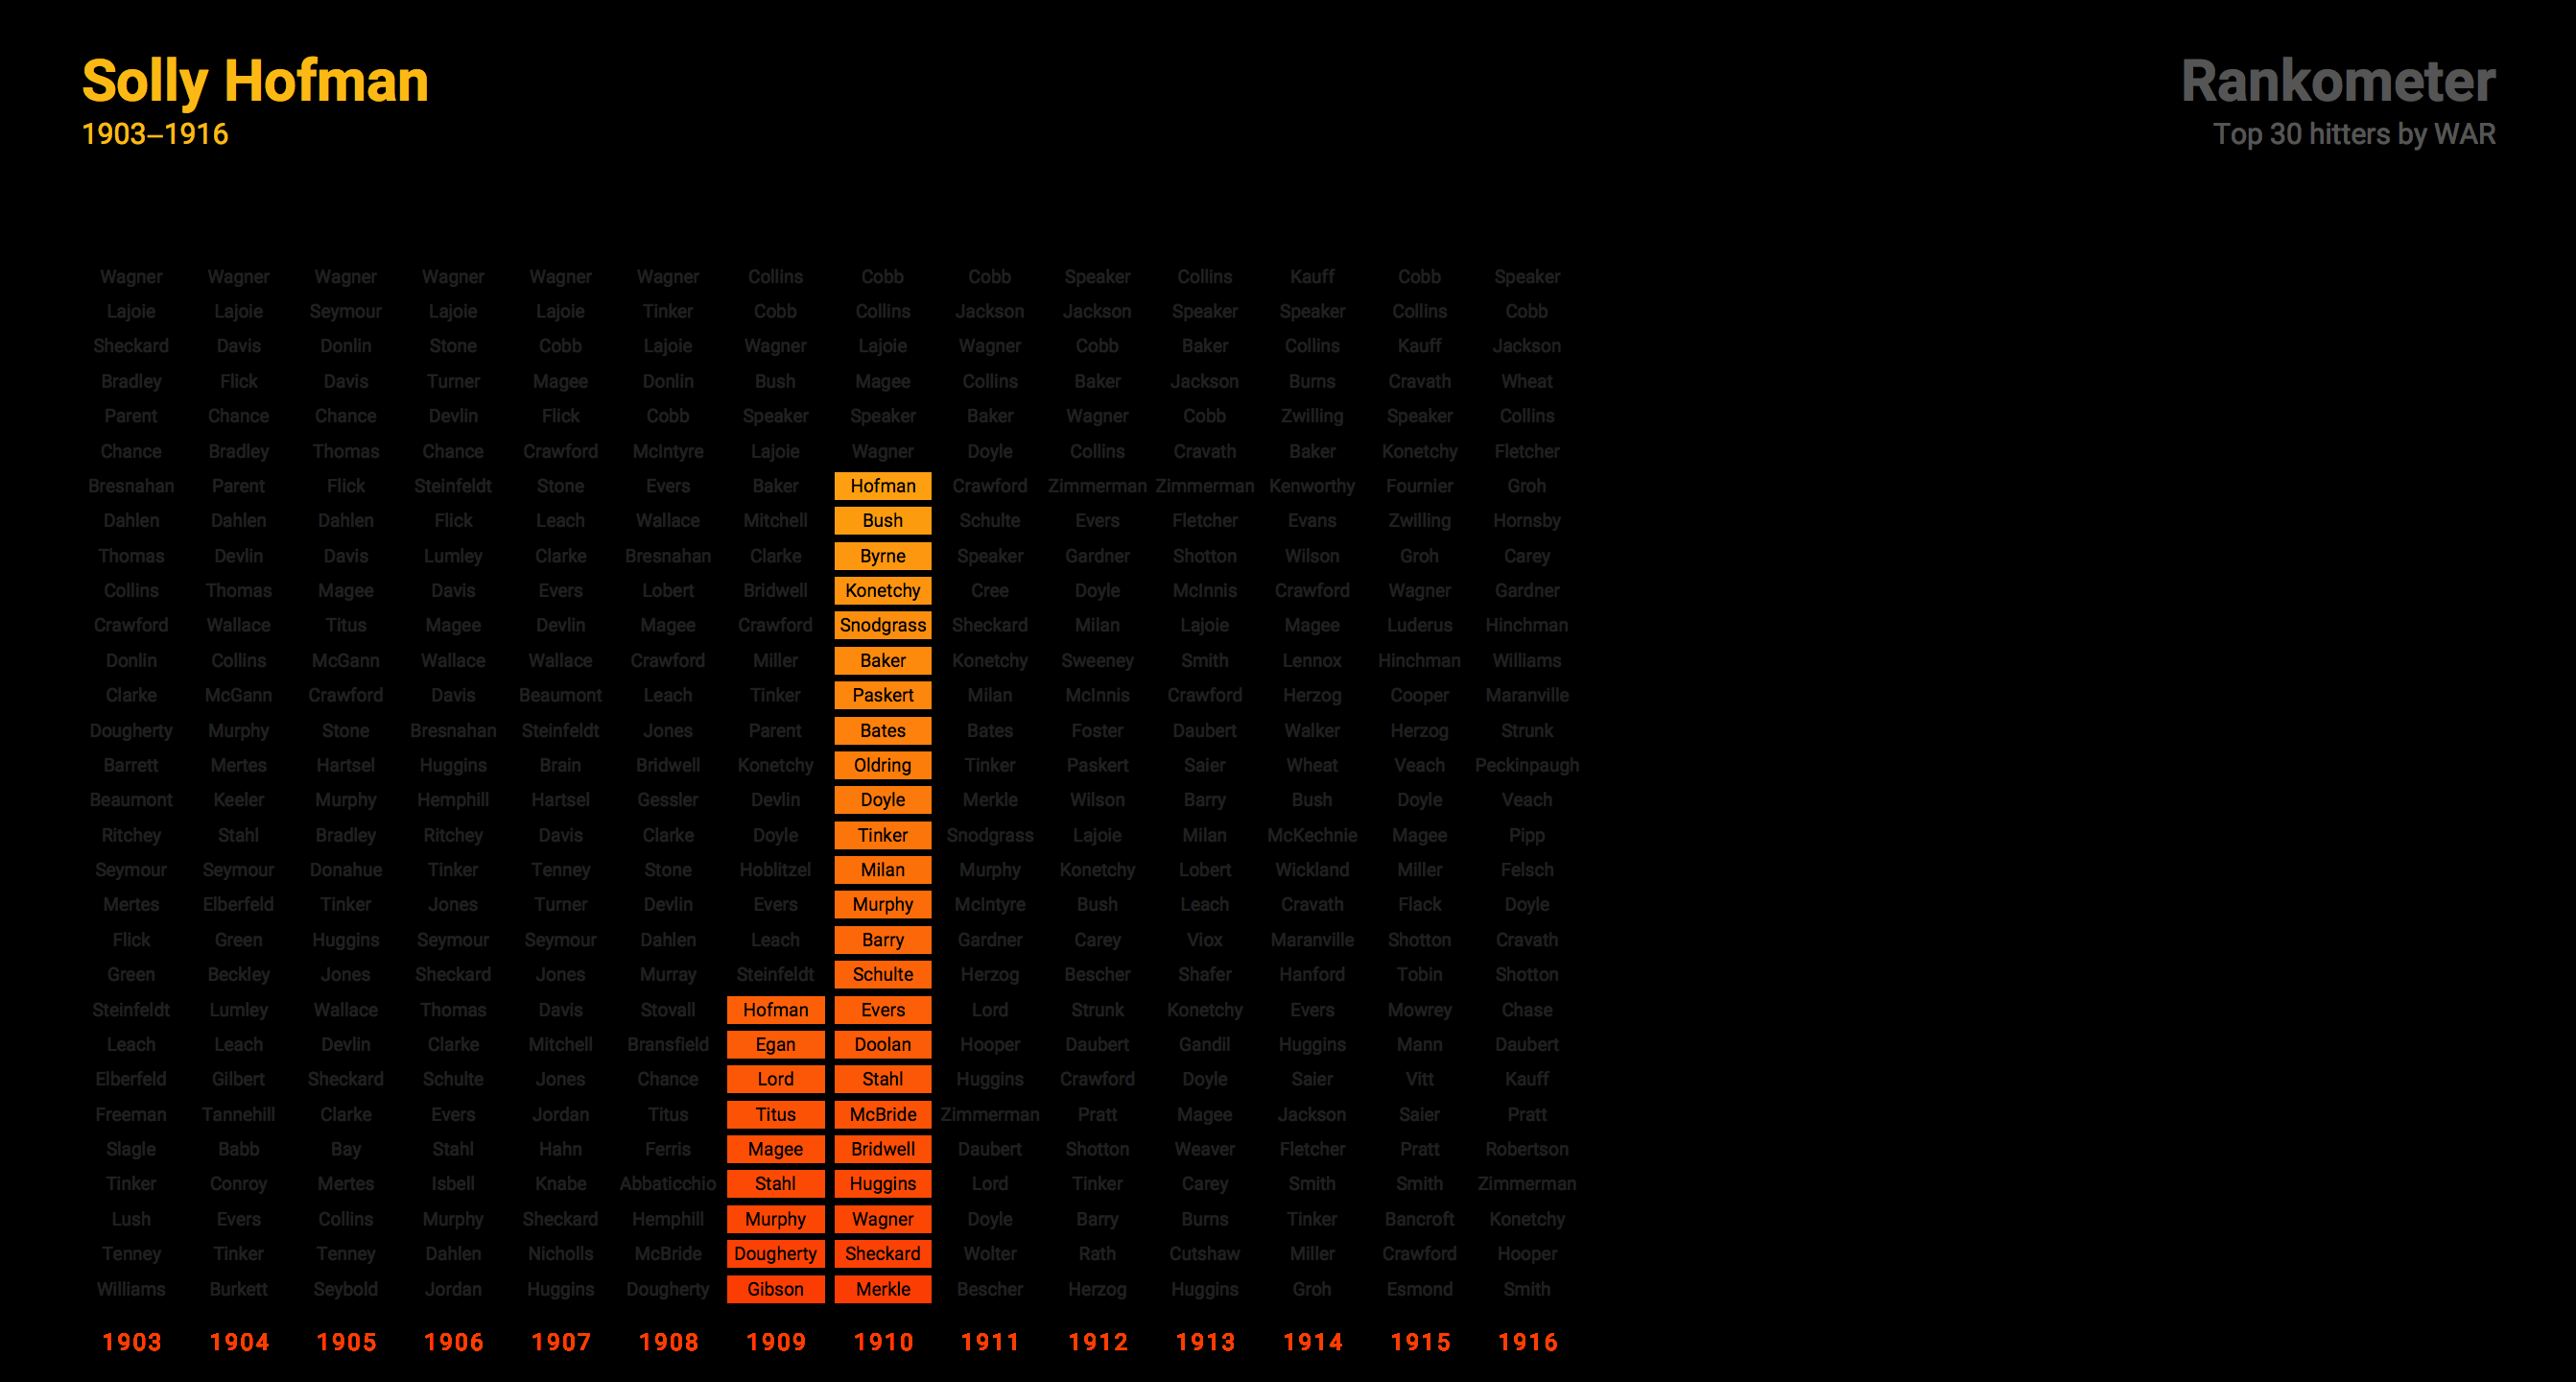 Solly Hofman
1903–1916
Rankometer
Top 30 hitters by WAR
Wagner Wagner Wagner Wagner Wagner Wagner Collins Cobb Cobb Speaker Collins Kauff Cobb Speaker
Lajoie Lajoie Seymour Lajoie Lajoie Tinker Cobb Collins Jackson Jackson Speaker Speaker Collins Cobb
Sheckard Davis Donlin Stone Cobb Lajoie Wagner Lajoie Wagner Cobb Baker Collins Kauff Jackson
Bradley Flick Davis Turner Magee Donlin Bush Magee Collins Baker Jackson Burns Cravath Wheat
Parent Chance Chance Devlin Flick Cobb Speaker Speaker Baker Wagner Cobb Zwilling Speaker Collins
Chance Bradley Thomas Chance Crawford McIntyre Lajoie Wagner Doyle Collins Cravath Baker Konetchy Fletcher
Bresnahan Parent Flick Steinfeldt Stone Evers Baker Hofman Crawford Zimmerman Zimmerman Kenworthy Fournier Groh
Dahlen Dahlen Dahlen Flick Leach Wallace Mitchell Bush Schulte Evers Fletcher Evans Zwilling Hornsby
Thomas Devlin Davis Lumley Clarke Bresnahan Clarke Byrne Speaker Gardner Shotton Wilson Groh Carey
Collins Thomas Magee Davis Evers Lobert Bridwell Konetchy Cree Doyle McInnis Crawford Wagner Gardner
Crawford Wallace Titus Magee Devlin Magee Crawford Snodgrass Sheckard Milan Lajoie Magee Luderus Hinchman
Donlin Collins McGann Wallace Wallace Crawford Miller Baker Konetchy Sweeney Smith Lennox Hinchman Williams
Clarke McGann Crawford Davis Beaumont Leach Tinker Paskert Milan McInnis Crawford Herzog Cooper Maranville
Dougherty Murphy Stone Bresnahan Steinfeldt Jones Parent Bates Bates Foster Daubert Walker Herzog Strunk
Barrett Mertes Hartsel Huggins Brain Bridwell Konetchy Oldring Tinker Paskert Saier Wheat Veach Peckinpaugh
Beaumont Keeler Murphy Hemphill Hartsel Gessler Devlin Doyle Merkle Wilson Barry Bush Doyle Veach
Ritchey Stahl Bradley Ritchey Davis Clarke Doyle Tinker Snodgrass Lajoie Milan McKechnie Magee Pipp
Seymour Seymour Donahue Tinker Tenney Stone Hoblitzel Milan Murphy Konetchy Lobert Wickland Miller Felsch
Mertes Elberfeld Tinker Jones Turner Devlin Evers Murphy McIntyre Bush Leach Cravath Flack Doyle
Flick Green Huggins Seymour Seymour Dahlen Leach Barry Gardner Carey Viox Maranville Shotton Cravath
Green Beckley Jones Sheckard Jones Murray Steinfeldt Schulte Herzog Bescher Shafer Hanford Tobin Shotton
Steinfeldt Lumley Wallace Thomas Davis Stovall Hofman Evers Lord Strunk Konetchy Evers Mowrey Chase
Leach Leach Devlin Clarke Mitchell Bransfield Egan Doolan Hooper Daubert Gandil Huggins Mann Daubert
Elberfeld Gilbert Sheckard Schulte Jones Chance Lord Stahl Huggins Crawford Doyle Saier Vitt Kauff
Freeman Tannehill Clarke Evers Jordan Titus Titus McBride Zimmerman Pratt Magee Jackson Saier Pratt
Slagle Babb Bay Stahl Hahn Ferris Magee Bridwell Daubert Shotton Weaver Fletcher Pratt Robertson
Tinker Conroy Mertes Isbell Knabe Abbaticchio Stahl Huggins Lord Tinker Carey Smith Smith Zimmerman
Lush Evers Collins Murphy Sheckard Hemphill Murphy Wagner Doyle Barry Burns Tinker Bancroft Konetchy
Tenney Tinker Tenney Dahlen Nicholls McBride Dougherty Sheckard Wolter Rath Cutshaw Miller Crawford Hooper
Williams Burkett Seybold Jordan Huggins Dougherty Gibson Merkle Bescher Herzog Huggins Groh Esmond Smith
1903 1904 1905 1906 1907 1908 1909 1910 1911 1912 1913 1914 1915 1916